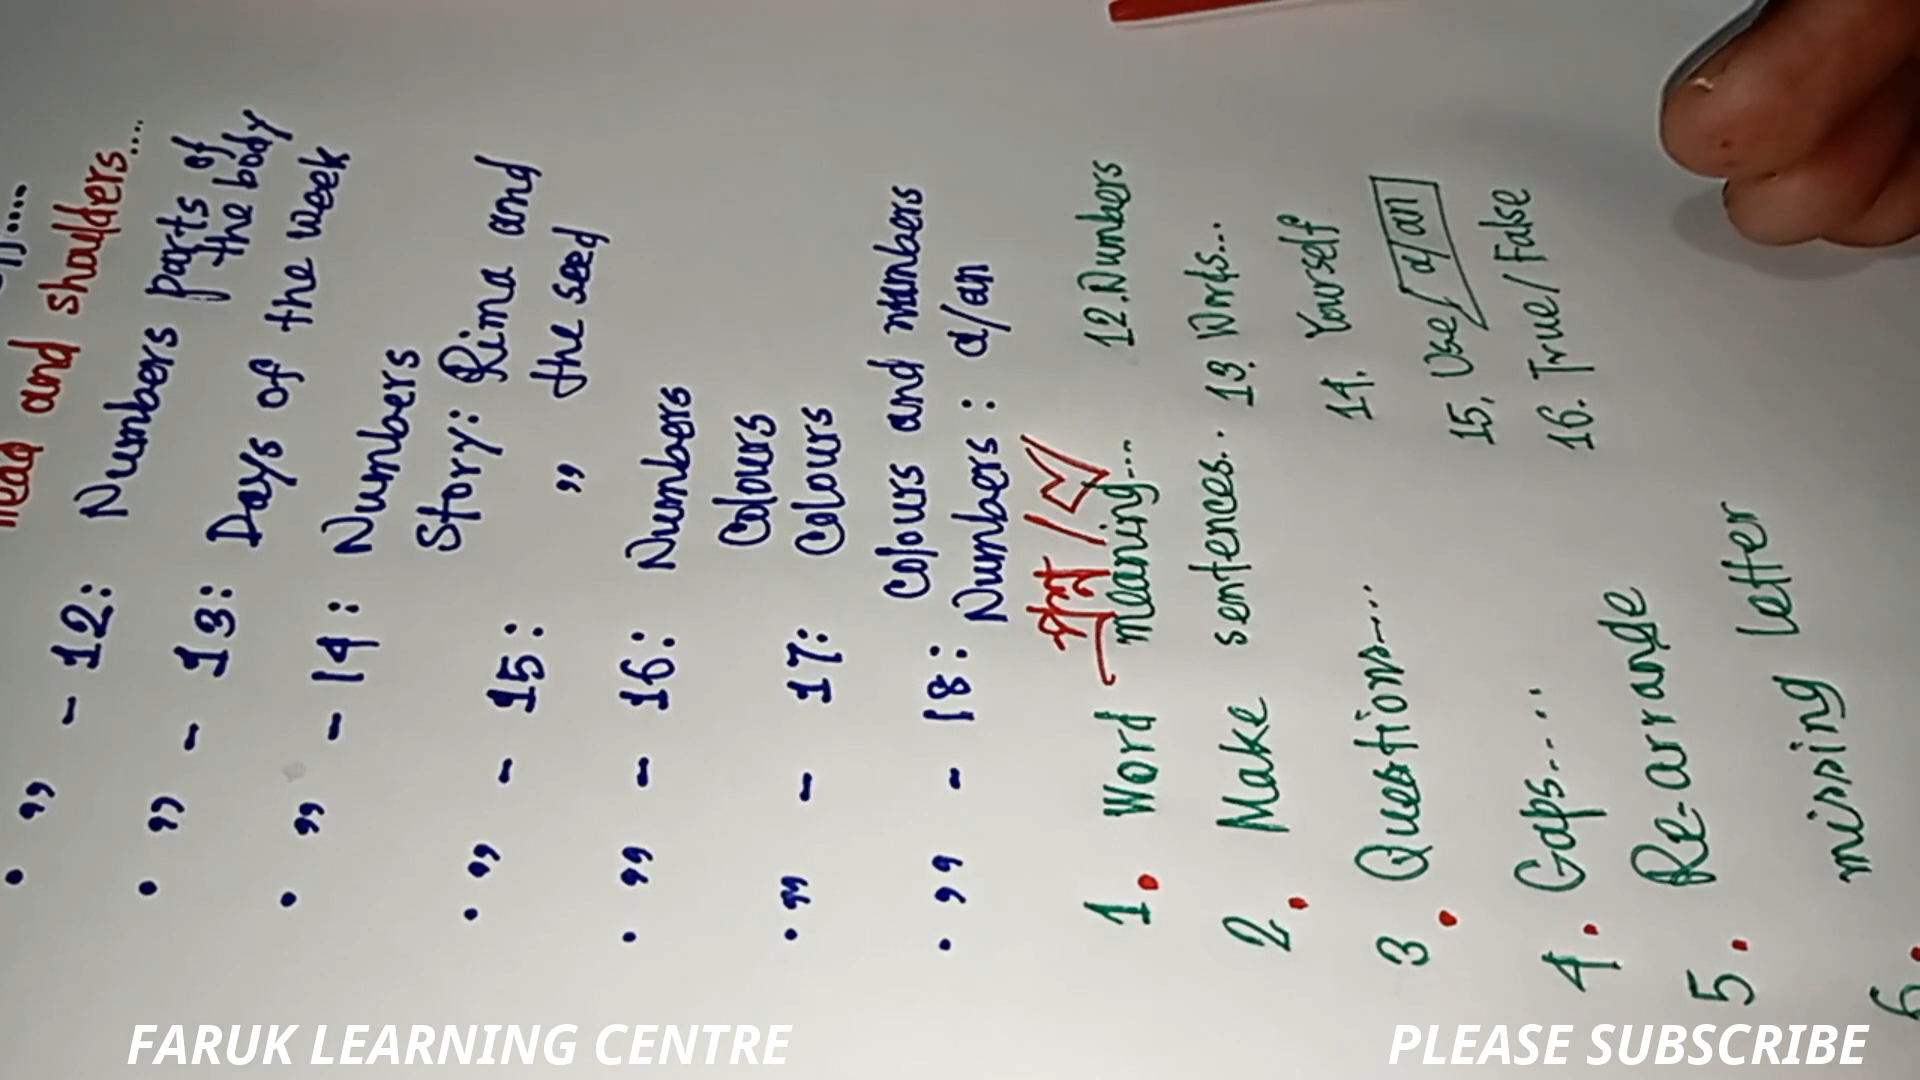 and shoulders....
• ,, - 12: Numbers parts of
the body
• ,, - 13: Days of the week
• ,, - 14: Numbers
Story: Rima and
• ,, - 15: ,, the seed
• ,, - 16: Numbers
Colours
• ,, - 17: Colours
Colours and numbers
• ,, - 18: Numbers : a/an
1. Word meaning... 12. Numbers
2. Make sentences.. 13. Words...
3. Questions.... 14. Yourself
4. Gaps..... 15. Use a/an
5. Re-arrange 16. True/False
6. missing letter
FARUK LEARNING CENTRE
PLEASE SUBSCRIBE